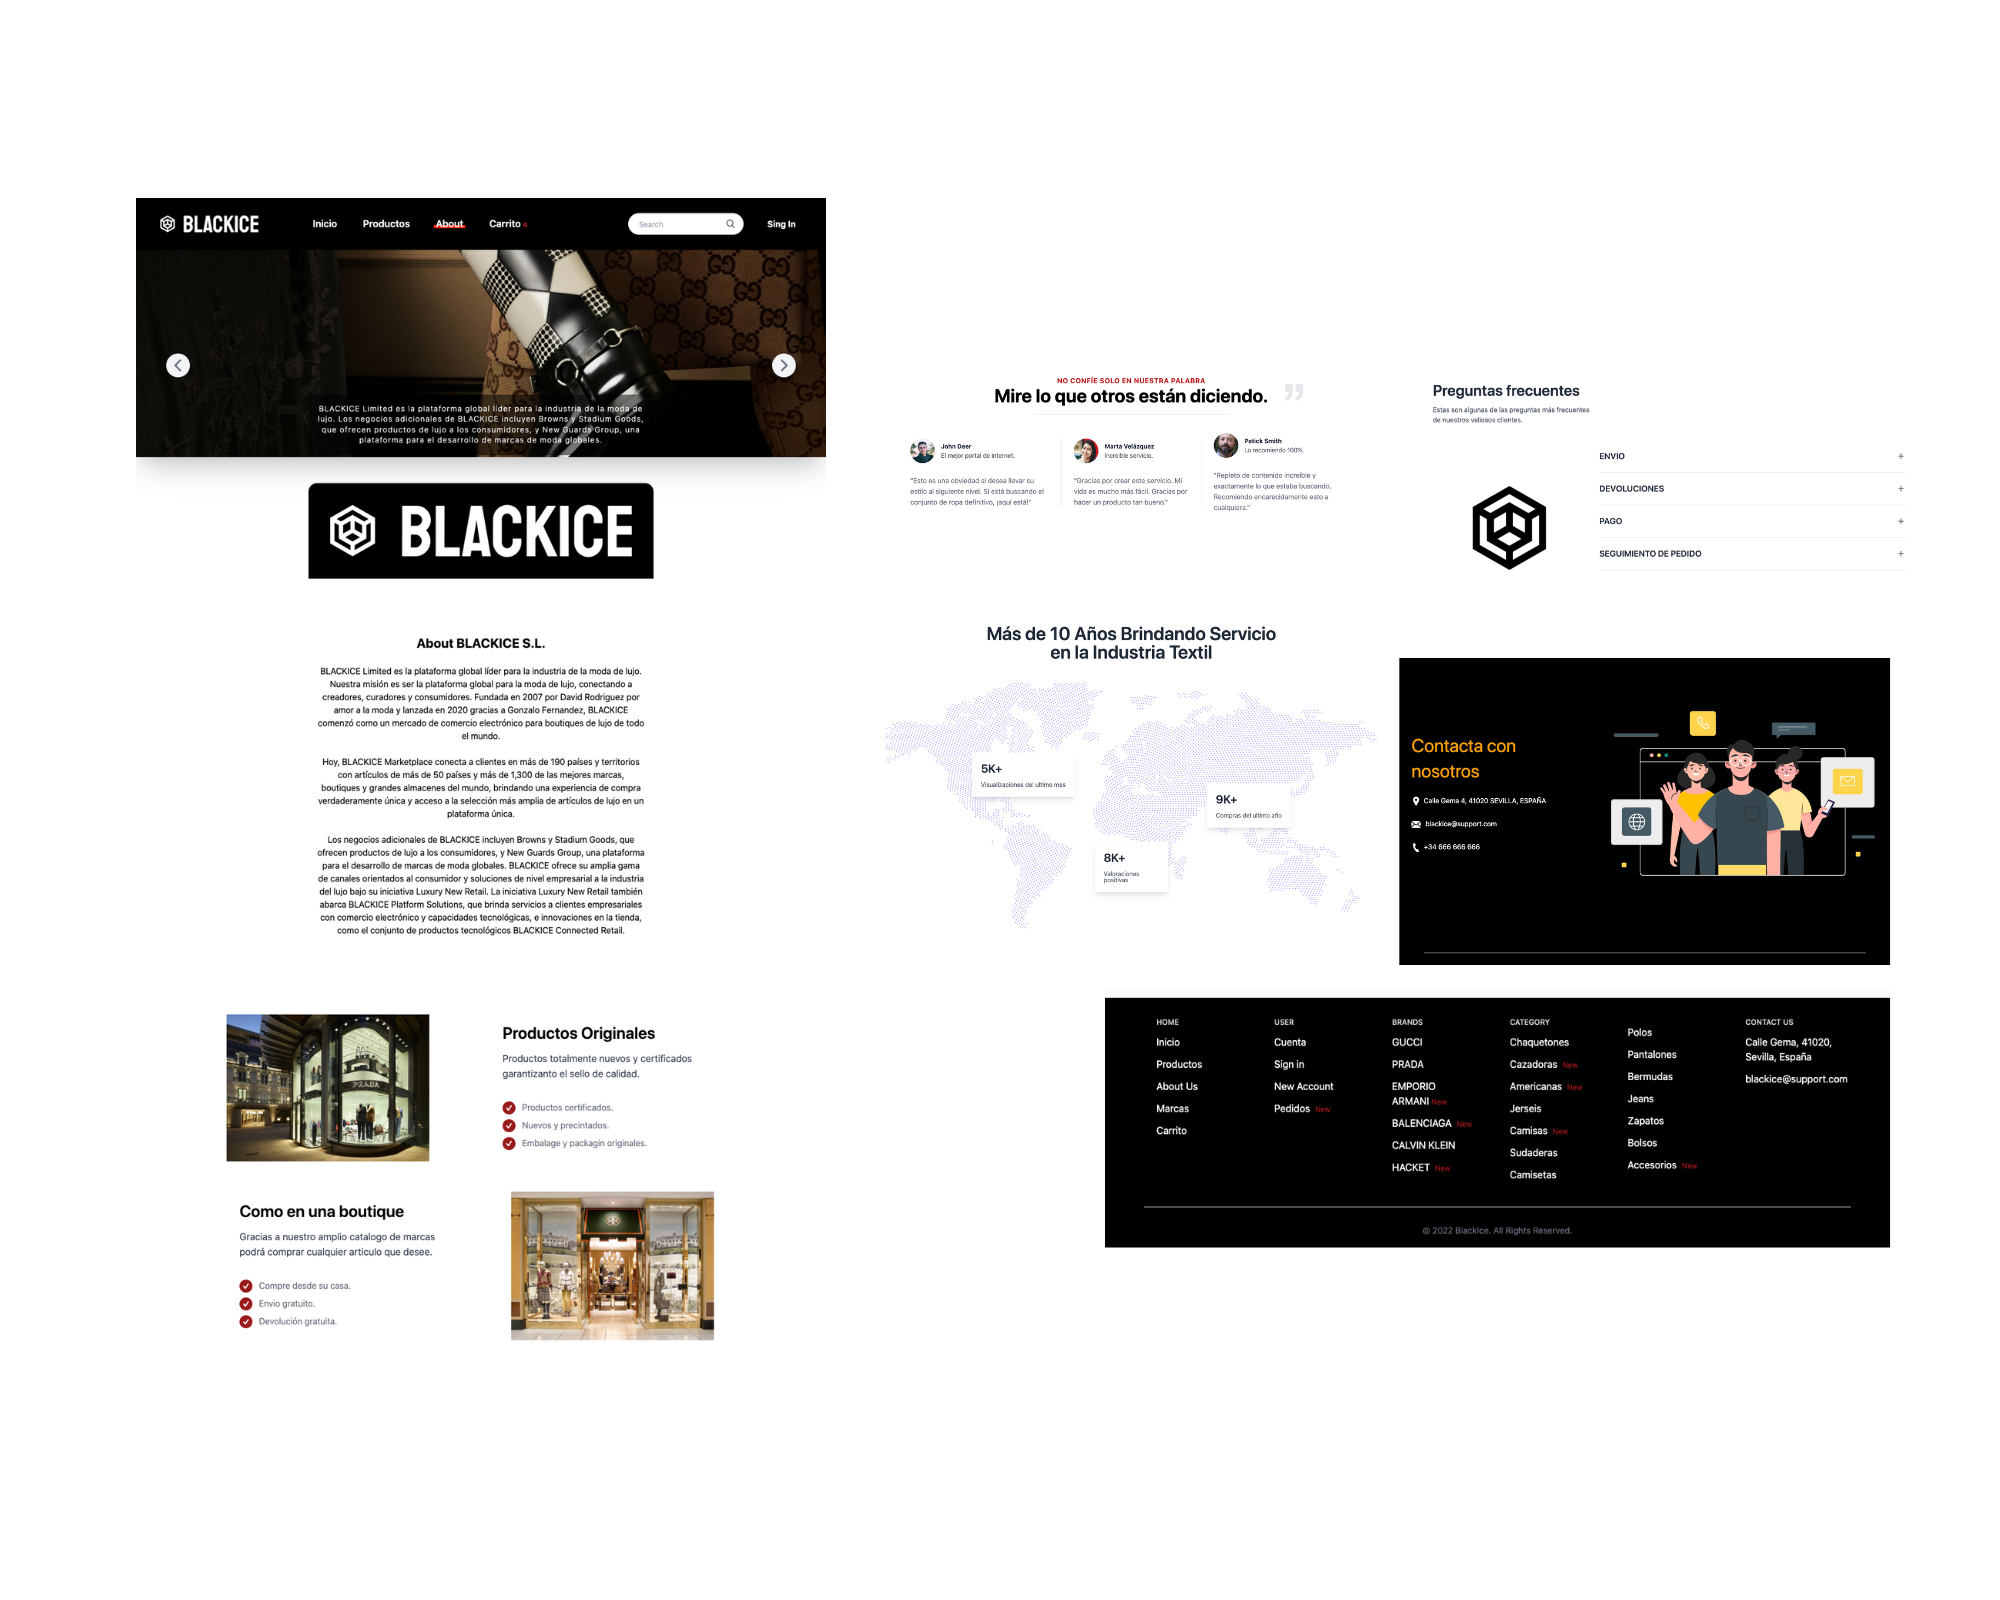 BLACKICE
Inicio
Productos
About
Carrito 4
Search
Sing In
BLACKICE Limited es la plataforma global líder para la industria de la moda de
lujo. Los negocios adicionales de BLACKICE incluyen Browns y Stadium Goods,
que ofrecen productos de lujo a los consumidores, y New Guards Group, una
plataforma para el desarrollo de marcas de moda globales.
BLACKICE
About BLACKICE S.L.
BLACKICE Limited es la plataforma global líder para la industria de la moda de lujo.
Nuestra misión es ser la plataforma global para la moda de lujo, conectando a
creadores, curadores y consumidores. Fundada en 2007 por David Rodriguez por
amor a la moda y lanzada en 2020 gracias a Gonzalo Fernandez, BLACKICE
comenzó como un mercado de comercio electrónico para boutiques de lujo de todo
el mundo.
Hoy, BLACKICE Marketplace conecta a clientes en más de 190 países y territorios
con artículos de más de 50 países y más de 1,300 de las mejores marcas,
boutiques y grandes almacenes del mundo, brindando una experiencia de compra
verdaderamente única y acceso a la selección más amplia de artículos de lujo en un
plataforma única.
Los negocios adicionales de BLACKICE incluyen Browns y Stadium Goods, que
ofrecen productos de lujo a los consumidores, y New Guards Group, una plataforma
para el desarrollo de marcas de moda globales. BLACKICE ofrece su amplia gama
de canales orientados al consumidor y soluciones de nivel empresarial a la industria
del lujo bajo su iniciativa Luxury New Retail. La iniciativa Luxury New Retail también
abarca BLACKICE Platform Solutions, que brinda servicios a clientes empresariales
con comercio electrónico y capacidades tecnológicas, e innovaciones en la tienda,
como el conjunto de productos tecnológicos BLACKICE Connected Retail.
PRADA
Productos Originales
Productos totalmente nuevos y certificados
garantizanto el sello de calidad.
Productos certificados.
Nuevos y precintados.
Embalage y packagin originales.
Como en una boutique
Gracias a nuestro amplio catalogo de marcas
podrá comprar cualquier articulo que desee.
Compre desde su casa.
Envio gratuito.
Devolución gratuita.
NO CONFÍE SOLO EN NUESTRA PALABRA
Mire lo que otros están diciendo.
John Deer
El mejor portal de internet.
"Esto es una obviedad si desea llevar su
estilo al siguiente nivel. Si está buscando el
conjunto de ropa definitivo, ¡aquí está!"
Marta Velázquez
Increible servicio.
"Gracias por crear este servicio. Mi
vida es mucho más fácil. Gracias por
hacer un producto tan bueno."
Patick Smith
Lo recomiendo 100%.
"Repleto de contenido increíble y
exactamente lo que estaba buscando.
Recomiendo encarecidamente esto a
cualquiera."
Preguntas frecuentes
Estas son algunas de las preguntas más frecuentes
de nuestros valiosos clientes.
ENVIO +
DEVOLUCIONES +
PAGO +
SEGUIMIENTO DE PEDIDO +
Más de 10 Años Brindando Servicio
en la Industria Textil
5K+
Visualizaciones del ultimo mes
9K+
Compras del ultimo año
8K+
Valoraciones
positivas
Contacta con
nosotros
Calle Gema 4, 41020 SEVILLA, ESPAÑA
blackice@support.com
+34 666 666 666
HOME
Inicio
Productos
About Us
Marcas
Carrito
USER
Cuenta
Sign in
New Account
Pedidos New
BRANDS
GUCCI
PRADA
EMPORIO
ARMANI New
BALENCIAGA New
CALVIN KLEIN
HACKET New
CATEGORY
Chaquetones
Cazadoras New
Americanas New
Jerseis
Camisas New
Sudaderas
Camisetas
Polos
Pantalones
Bermudas
Jeans
Zapatos
Bolsos
Accesorios New
CONTACT US
Calle Gema, 41020,
Sevilla, España
blackice@support.com
© 2022 BlackIce. All Rights Reserved.